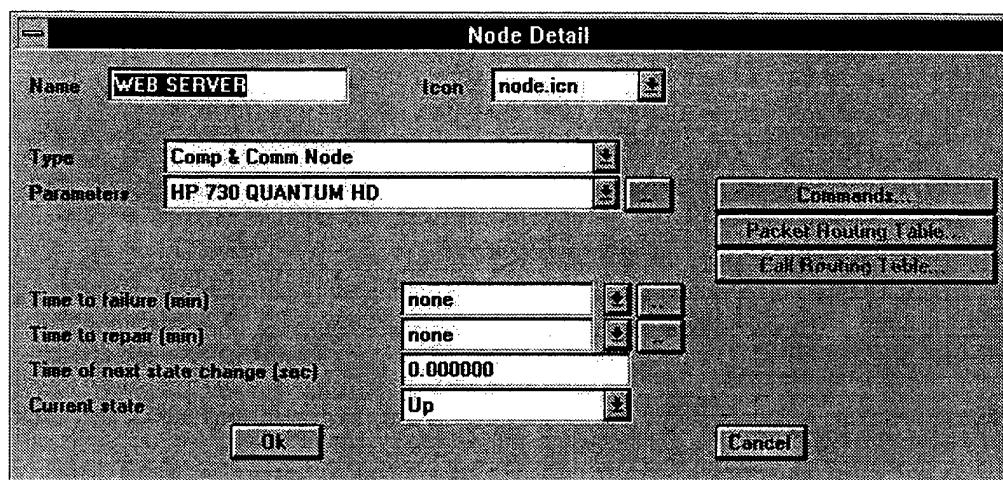 Node Detail
Name WEB SERVER Icon node.icn
Type Comp & Comm Node
Parameters HP 730 QUANTUM HD ..
Commands...
Packet Routing Table...
Call Routing Table...
Time to failure (min) none ..
Time to repair (min) none ..
Time of next state change (sec) 0.000000
Current state Up
Ok Cancel